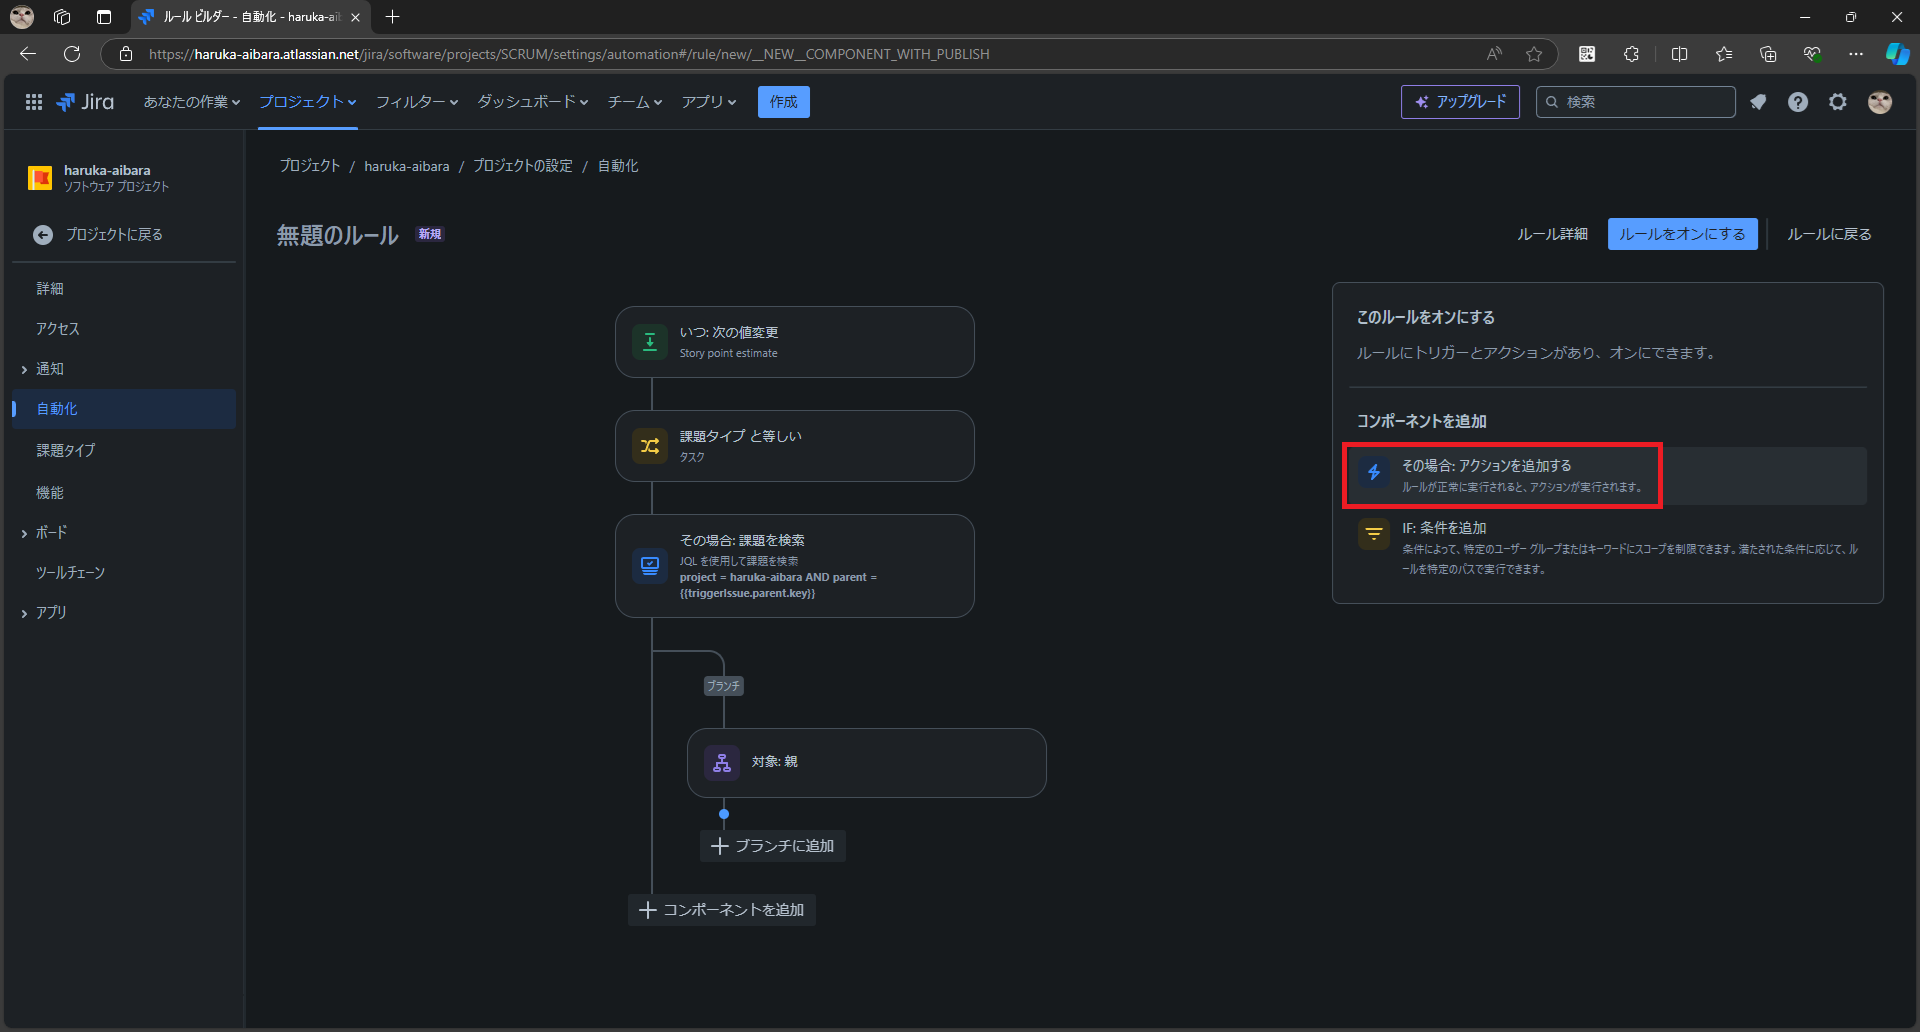 ルール ビルダー - 自動化 - haruka-ai
https://haruka-aibara.atlassian.net/jira/software/projects/SCRUM/settings/automation#/rule/new/__NEW__COMPONENT_WITH_PUBLISH
Jira
あなたの作業
プロジェクト
フィルター
ダッシュボード
チーム
アプリ
作成
アップグレード
検索
haruka-aibara
ソフトウェア プロジェクト
プロジェクトに戻る
詳細
アクセス
通知
自動化
課題タイプ
機能
ボード
ツールチェーン
アプリ
プロジェクト / haruka-aibara / プロジェクトの設定 / 自動化
無題のルール 新規
ルール詳細
ルールをオンにする
ルールに戻る
いつ: 次の値変更
Story point estimate
課題タイプ と等しい
タスク
その場合: 課題を検索
JQL を使用して課題を検索
project = haruka-aibara AND parent =
{{triggerIssue.parent.key}}
ブランチ
対象: 親
ブランチに追加
コンポーネントを追加
このルールをオンにする
ルールにトリガーとアクションがあり、オンにできます。
コンポーネントを追加
その場合: アクションを追加する
ルールが正常に実行されると、アクションが実行されます。
IF: 条件を追加
条件によって、特定のユーザー グループまたはキーワードにスコープを制限できます。満たされた条件に応じて、ル
ールを特定のパスで実行できます。